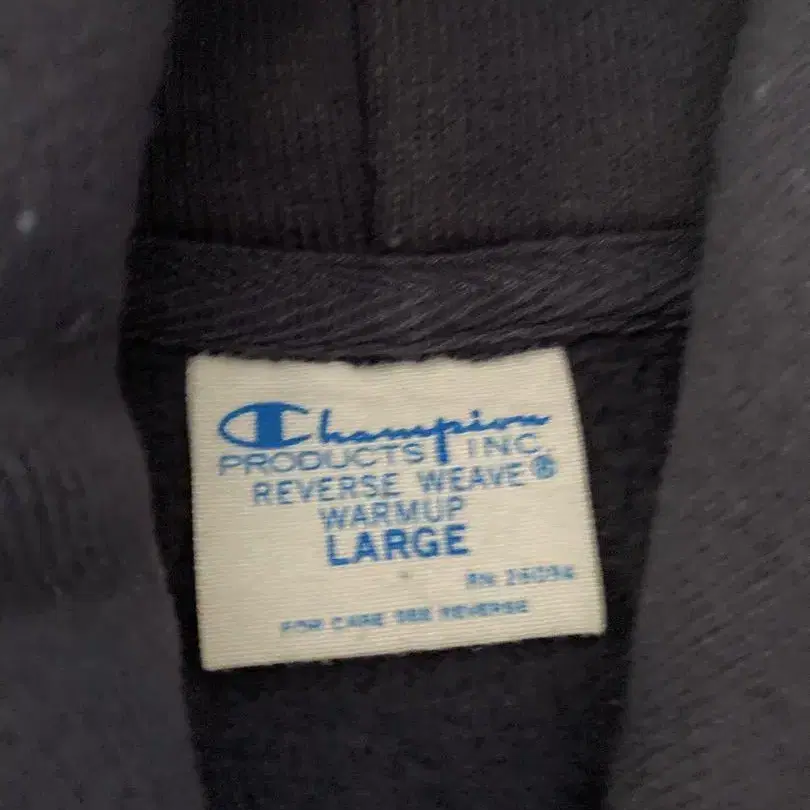 Champion
PRODUCTS INC.
REVERSE WEAVE®
WARMUP
LARGE
RN 26094
FOR CARE SEE REVERSE